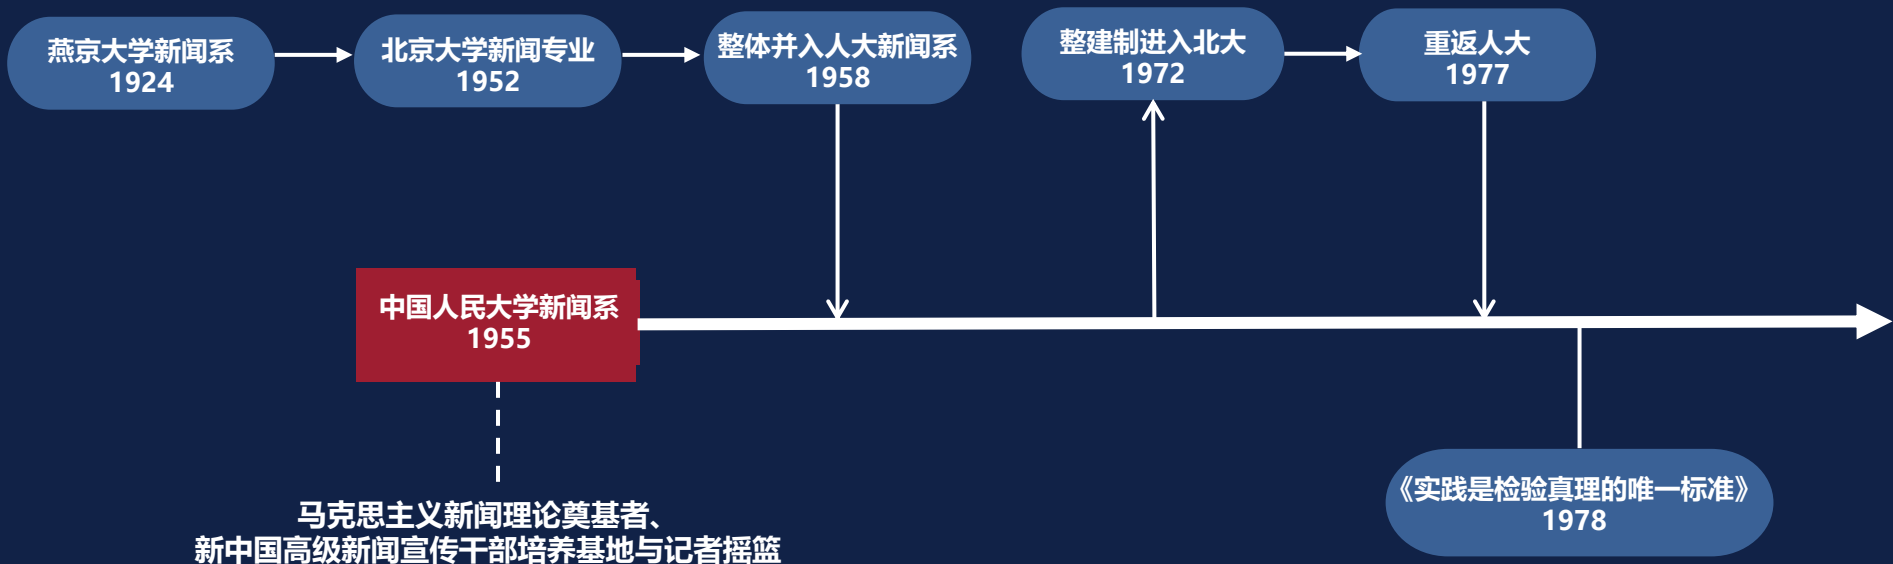 燕京大学新闻系
1924
北京大学新闻专业
1952
整体并入人大新闻系
1958
整建制进入北大
1972
重返人大
1977
中国人民大学新闻系
1955
《实践是检验真理的唯一标准》
1978
马克思主义新闻理论奠基者、
新中国高级新闻宣传干部培养基地与记者摇篮